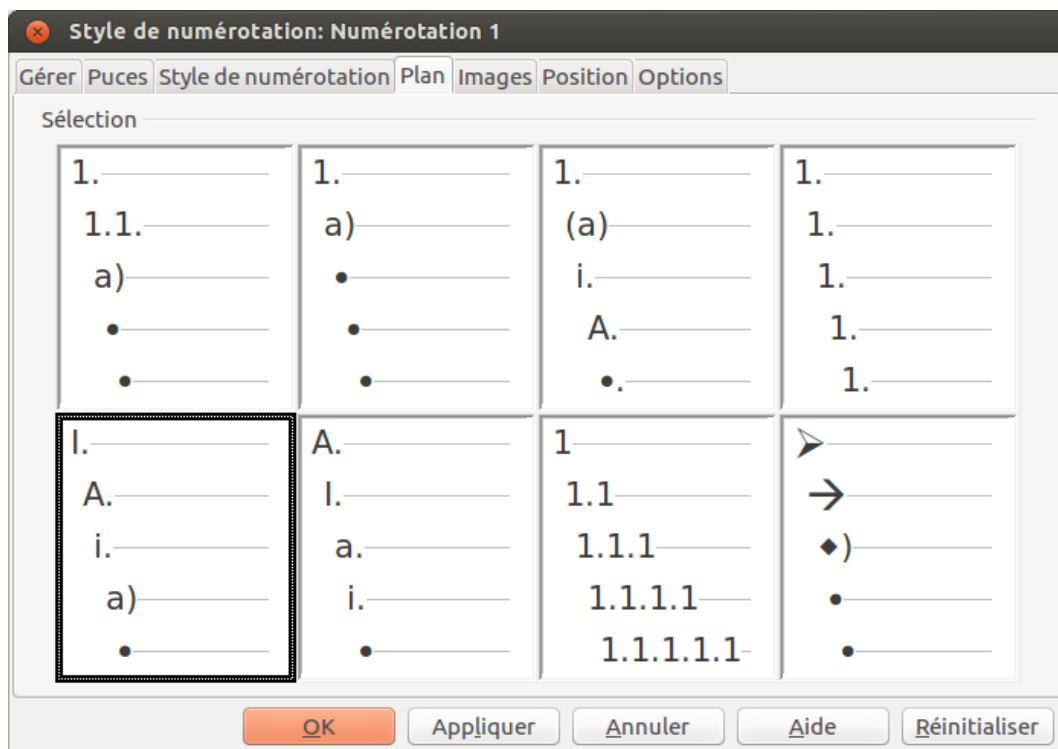 Style de numérotation: Numérotation 1
Gérer Puces Style de numérotation Plan Images Position Options
Sélection
1.
1.1.
a)
•
•
1.
a)
•
•
•
1.
(a)
i.
A.
•.
1.
1.
1.
1.
1.
I.
A.
i.
a)
•
A.
I.
a.
i.
•
1
1.1
1.1.1
1.1.1.1
1.1.1.1.1
➢
→
◆)
•
•
OK Appliquer Annuler Aide Réinitialiser